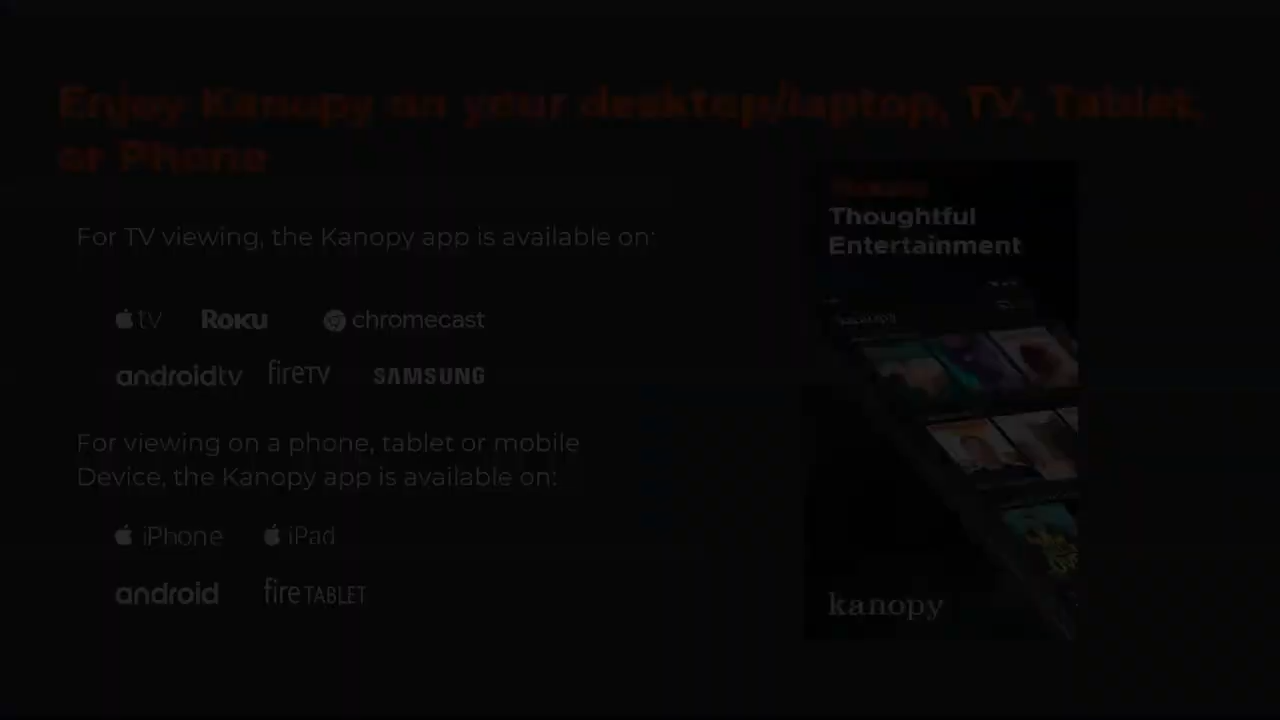 Enjoy Kanopy on your desktop/laptop, TV, Tablet,
or Phone
For TV viewing, the Kanopy app is available on:
tv Roku chromecast
androidtv fireTV SAMSUNG
For viewing on a phone, tablet or mobile
Device, the Kanopy app is available on:
iPhone iPad
android fire TABLET
Thoughtful
Entertainment
kanopy